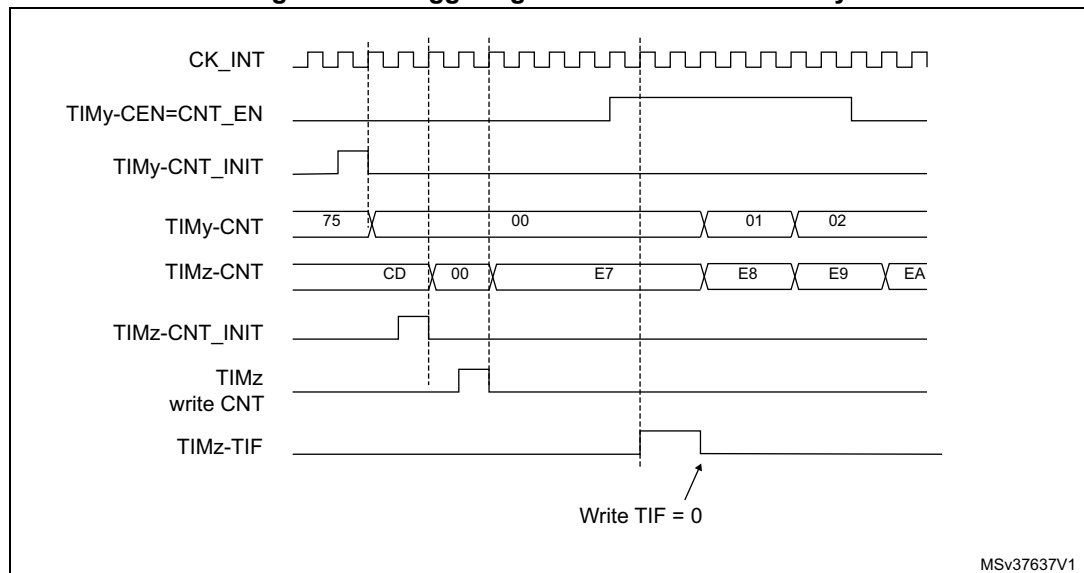 CK_INT
TIMy-CEN=CNT_EN
TIMy-CNT_INIT
TIMy-CNT
75 00 01 02
TIMz-CNT
CD 00 E7 E8 E9 EA
TIMz-CNT_INIT
TIMz
write CNT
TIMz-TIF
Write TIF = 0
MSv37637V1